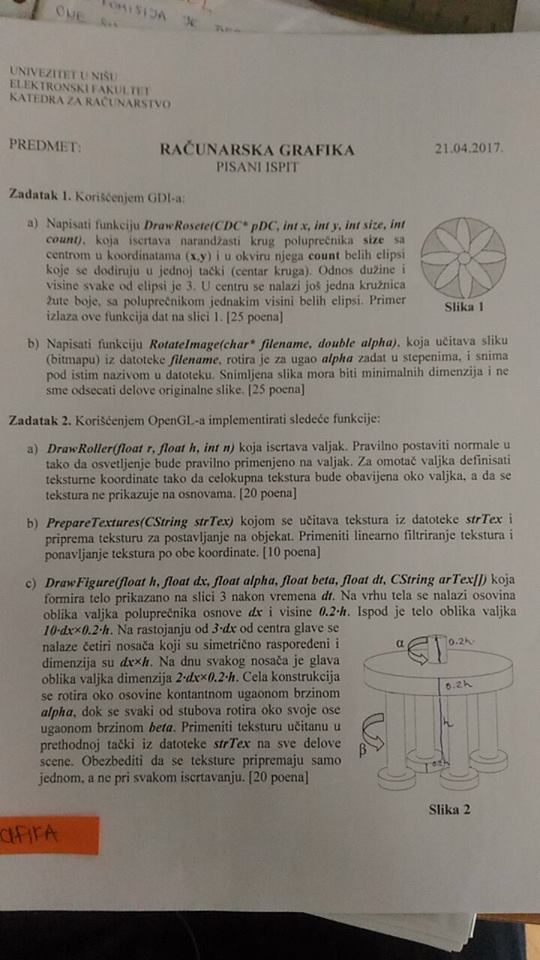 OMISIJA JE
ONE
UNIVEZITET U NIŠU
ELEKTRONSKI FAKULTET
KATEDRA ZA RAČUNARSTVO
PREDMET: RAČUNARSKA GRAFIKA 21.04.2017.
PISANI ISPIT
Zadatak 1. Korišćenjem GDI-a:
a) Napisati funkciju DrawRosete(CDC* pDC, int x, int y, int size, int
count), koja iscrtava narandžasti krug poluprečnika size sa
centrom u koordinatama (x,y) i u okviru njega count belih elipsi
koje se dodiruju u jednoj tački (centar kruga). Odnos dužine i
visine svake od elipsi je 3. U centru se nalazi još jedna kružnica
žute boje, sa poluprečnikom jednakim visini belih elipsi. Primer
izlaza ove funkcija dat na slici 1. [25 poena]
Slika 1
b) Napisati funkciju RotateImage(char* filename, double alpha), koja učitava sliku
(bitmapu) iz datoteke filename, rotira je za ugao alpha zadat u stepenima, i snima
pod istim nazivom u datoteku. Snimljena slika mora biti minimalnih dimenzija i ne
sme odsecati delove originalne slike. [25 poena]
Zadatak 2. Korišćenjem OpenGL-a implementirati sledeće funkcije:
a) DrawRoller(float r, float h, int n) koja iscrtava valjak. Pravilno postaviti normale u
tako da osvetljenje bude pravilno primenjeno na valjak. Za omotač valjka definisati
teksturne koordinate tako da celokupna tekstura bude obavijena oko valjka, a da se
tekstura ne prikazuje na osnovama. [20 poena]
b) PrepareTextures(CString strTex) kojom se učitava tekstura iz datoteke strTex i
priprema teksturu za postavljanje na objekat. Primeniti linearno filtriranje tekstura i
ponavljanje tekstura po obe koordinate. [10 poena]
c) DrawFigure(float h, float dx, float alpha, float beta, float dt, CString arTex[]) koja
formira telo prikazano na slici 3 nakon vremena dt. Na vrhu tela se nalazi osovina
oblika valjka poluprečnika osnove dx i visine 0.2·h. Ispod je telo oblika valjka
10·dx×0.2·h. Na rastojanju od 3·dx od centra glave se
nalaze četiri nosača koji su simetrično raspoređeni i
dimenzija su dx×h. Na dnu svakog nosača je glava
oblika valjka dimenzija 2·dx×0.2·h. Cela konstrukcija
se rotira oko osovine kontantnom ugaonom brzinom
alpha, dok se svaki od stubova rotira oko svoje ose
ugaonom brzinom beta. Primeniti teksturu učitanu u
prethodnoj tački iz datoteke strTex na sve delove
scene. Obezbediti da se teksture pripremaju samo
jednom, a ne pri svakom iscrtavanju. [20 poena]
α
0.2h
0.2h
h
β
0.2h
Slika 2